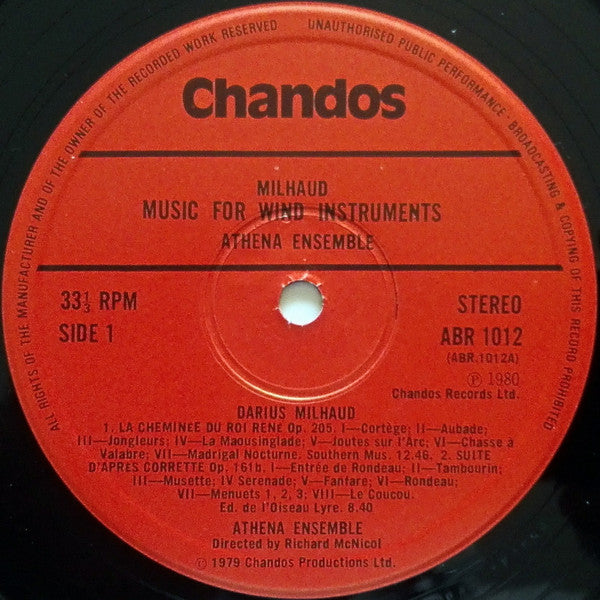 ALL RIGHTS OF THE MANUFACTURER AND OF THE OWNER OF THE RECORDED WORK RESERVED
UNAUTHORISED PUBLIC PERFORMANCE· BROADCASTING & COPYING OF THIS RECORD PROHIBITED
Chandos
MILHAUD
MUSIC FOR WIND INSTRUMENTS
ATHENA ENSEMBLE
33⅓ RPM
SIDE 1
STEREO
ABR 1012
(ABR.1012A)
℗ 1980
Chandos Records Ltd.
DARIUS MILHAUD
1. LA CHEMINEE DU ROI RENE Op. 205. I—Cortège; II—Aubade;
III—Jongleurs; IV—La Maousinglade; V—Joutes sur l'Arc; VI—Chasse à
Valabre; VII—Madrigal Nocturne. Southern Mus. 12.46. 2. SUITE
D'APRÈS CORRETTE Op. 161b. I—Entrée de Rondeau; II—Tambourin;
III—Musette; IV Serenade; V—Fanfare; VI—Rondeau;
VII—Menuets 1, 2, 3; VIII—Le Coucou.
Ed. de l'Oiseau Lyre. 8.40
ATHENA ENSEMBLE
Directed by Richard McNicol
© 1979 Chandos Productions Ltd.